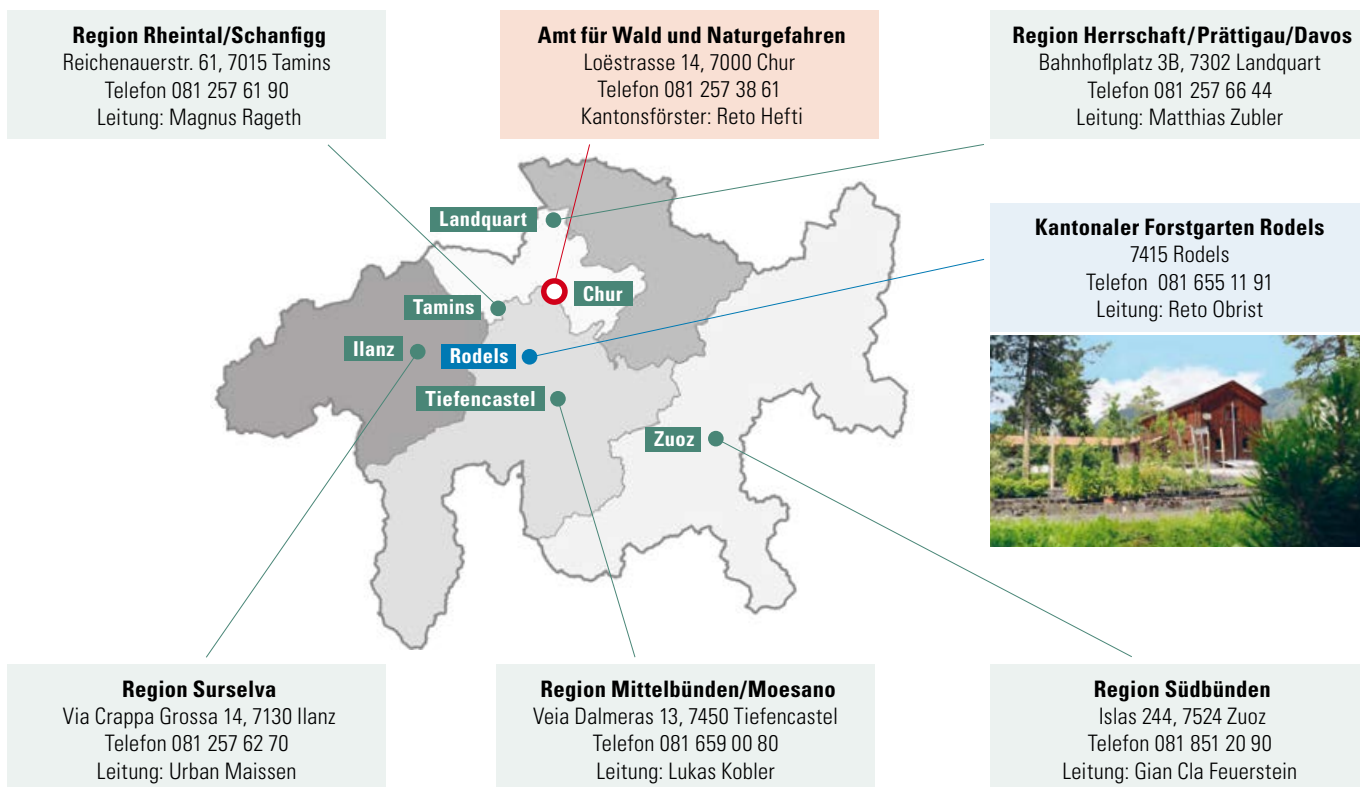 Region Rheintal/Schanfigg
Reichenauerstr. 61, 7015 Tamins
Telefon 081 257 61 90
Leitung: Magnus Rageth
Amt für Wald und Naturgefahren
Loëstrasse 14, 7000 Chur
Telefon 081 257 38 61
Kantonsförster: Reto Hefti
Region Herrschaft/Prättigau/Davos
Bahnhoflplatz 3B, 7302 Landquart
Telefon 081 257 66 44
Leitung: Matthias Zubler
Kantonaler Forstgarten Rodels
7415 Rodels
Telefon 081 655 11 91
Leitung: Reto Obrist
Landquart
Chur
Tamins
Ilanz
Rodels
Tiefencastel
Zuoz
Region Surselva
Via Crappa Grossa 14, 7130 Ilanz
Telefon 081 257 62 70
Leitung: Urban Maissen
Region Mittelbünden/Moesano
Veia Dalmeras 13, 7450 Tiefencastel
Telefon 081 659 00 80
Leitung: Lukas Kobler
Region Südbünden
Islas 244, 7524 Zuoz
Telefon 081 851 20 90
Leitung: Gian Cla Feuerstein